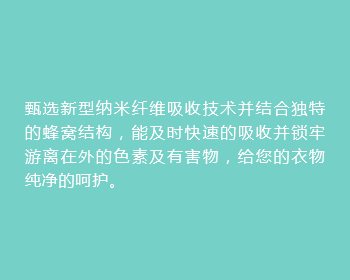 甄选新型纳米纤维吸收技术并结合独特
的蜂窝结构，能及时快速的吸收并锁牢
游离在外的色素及有害物，给您的衣物
纯净的呵护。